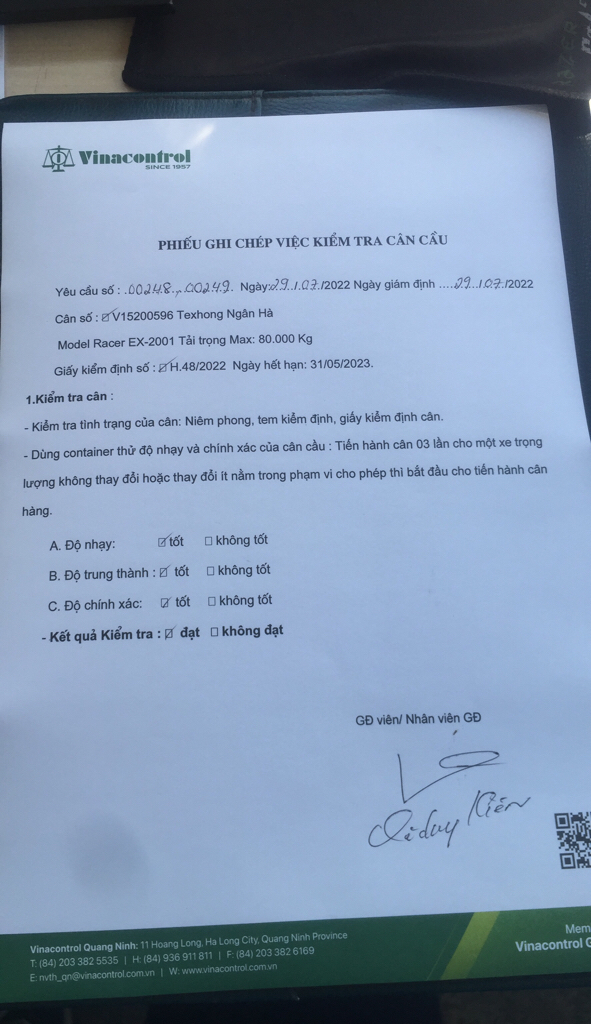 Vinacontrol
SINCE 1957
PHIẾU GHI CHÉP VIỆC KIỂM TRA CÂN CẦU
Yêu cầu số : .00248.,.00249. Ngày:29../.07./2022 Ngày giám định ....29../.07./2022
Cân số : ☑ V15200596 Texhong Ngân Hà
Model Racer EX-2001 Tải trọng Max: 80.000 Kg
Giấy kiểm định số : ☑ H.48/2022 Ngày hết hạn: 31/05/2023.
1.Kiểm tra cân :
- Kiểm tra tình trạng của cân: Niêm phong, tem kiểm định, giấy kiểm định cân.
- Dùng container thử độ nhạy và chính xác của cân cầu : Tiến hành cân 03 lần cho một xe trọng
lượng không thay đổi hoặc thay đổi ít nằm trong phạm vi cho phép thì bắt đầu cho tiến hành cân
hàng.
A. Độ nhạy: ☑ tốt ☐ không tốt
B. Độ trung thành : ☑ tốt ☐ không tốt
C. Độ chính xác: ☑ tốt ☐ không tốt
- Kết quả Kiểm tra : ☑ đạt ☐ không đạt
GĐ viên/ Nhân viên GĐ
Duy Kiên
Vinacontrol Quang Ninh: 11 Hoang Long, Ha Long City, Quang Ninh Province
T: (84) 203 382 5535 | H: (84) 936 911 811 | F: (84) 203 382 6169
E: nvth_qn@vinacontrol.com.vn | W: www.vinacontrol.com.vn
Mem
Vinacontrol G